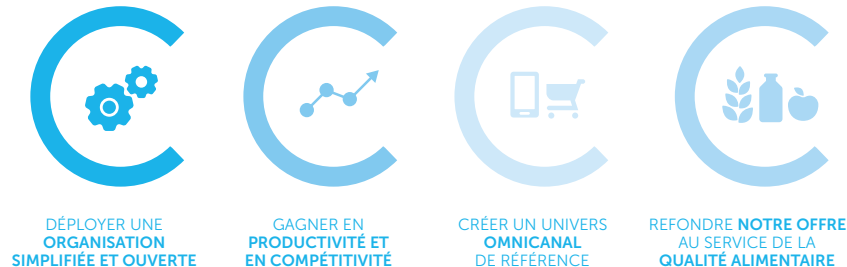 DÉPLOYER UNE
ORGANISATION
SIMPLIFIÉE ET OUVERTE
GAGNER EN
PRODUCTIVITÉ ET
EN COMPÉTITIVITÉ
CRÉER UN UNIVERS
OMNICANAL
DE RÉFÉRENCE
REFONDRE NOTRE OFFRE
AU SERVICE DE LA
QUALITÉ ALIMENTAIRE